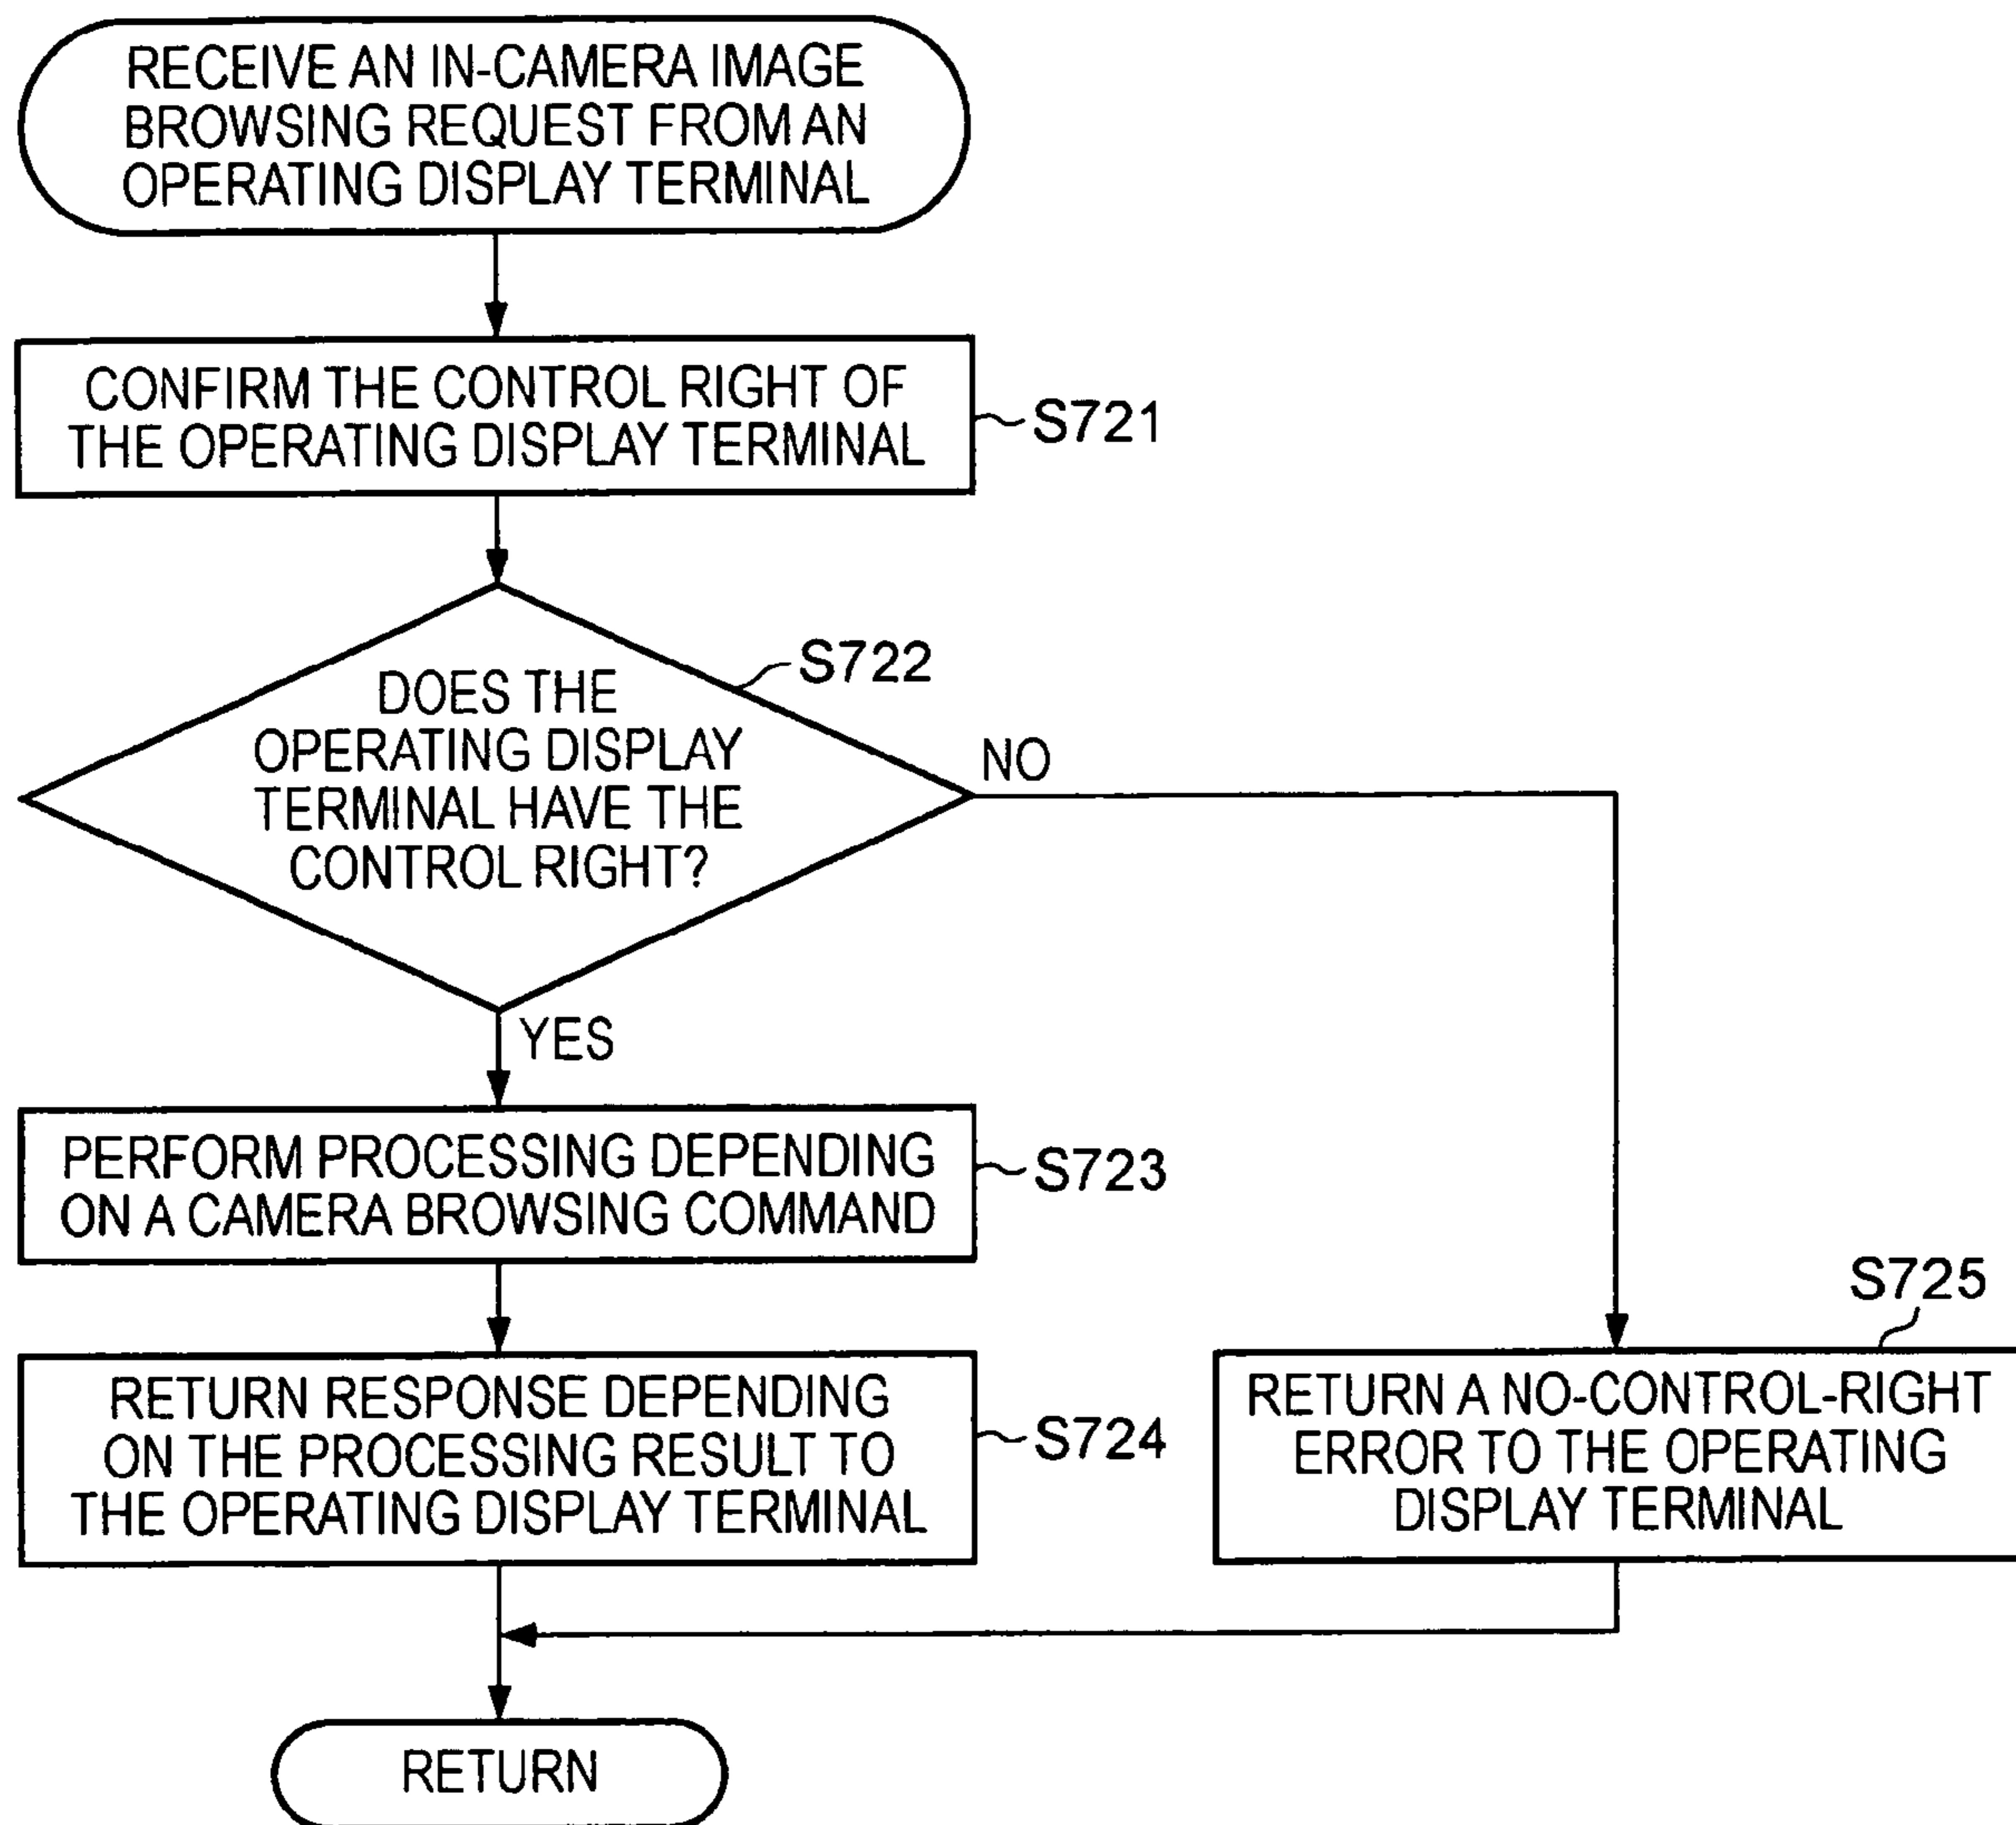 RECEIVE AN IN-CAMERA IMAGE
BROWSING REQUEST FROM AN
OPERATING DISPLAY TERMINAL
CONFIRM THE CONTROL RIGHT OF
THE OPERATING DISPLAY TERMINAL
S721
S722
DOES THE
OPERATING DISPLAY
TERMINAL HAVE THE
CONTROL RIGHT?
NO
YES
PERFORM PROCESSING DEPENDING
ON A CAMERA BROWSING COMMAND
S723
RETURN RESPONSE DEPENDING
ON THE PROCESSING RESULT TO
THE OPERATING DISPLAY TERMINAL
S724
S725
RETURN A NO-CONTROL-RIGHT
ERROR TO THE OPERATING
DISPLAY TERMINAL
RETURN